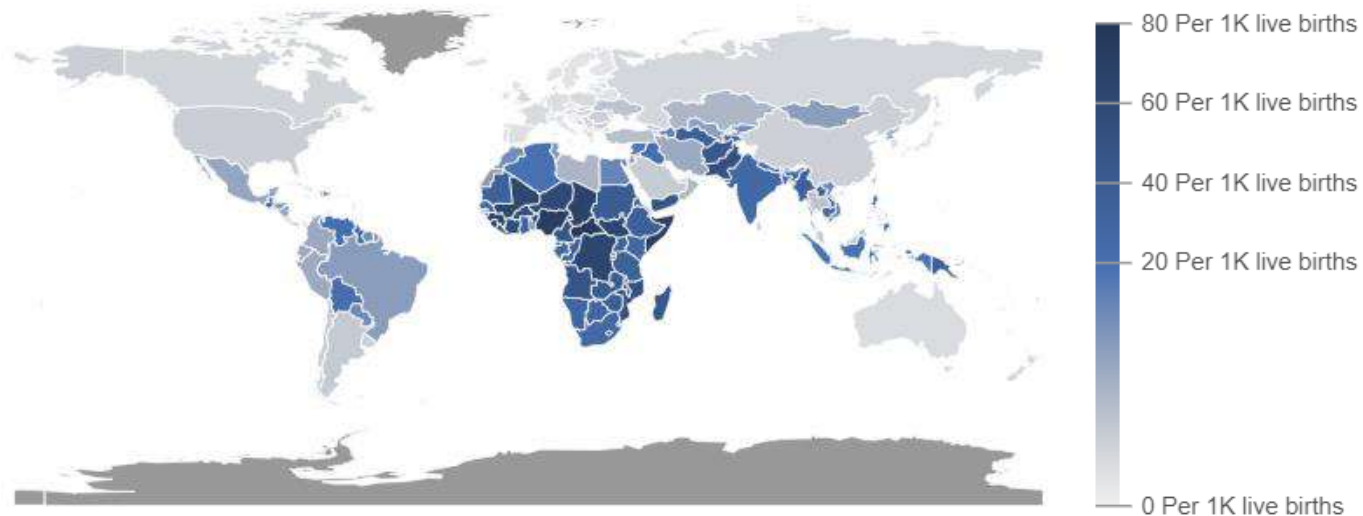 80 Per 1K live births
60 Per 1K live births
40 Per 1K live births
20 Per 1K live births
0 Per 1K live births